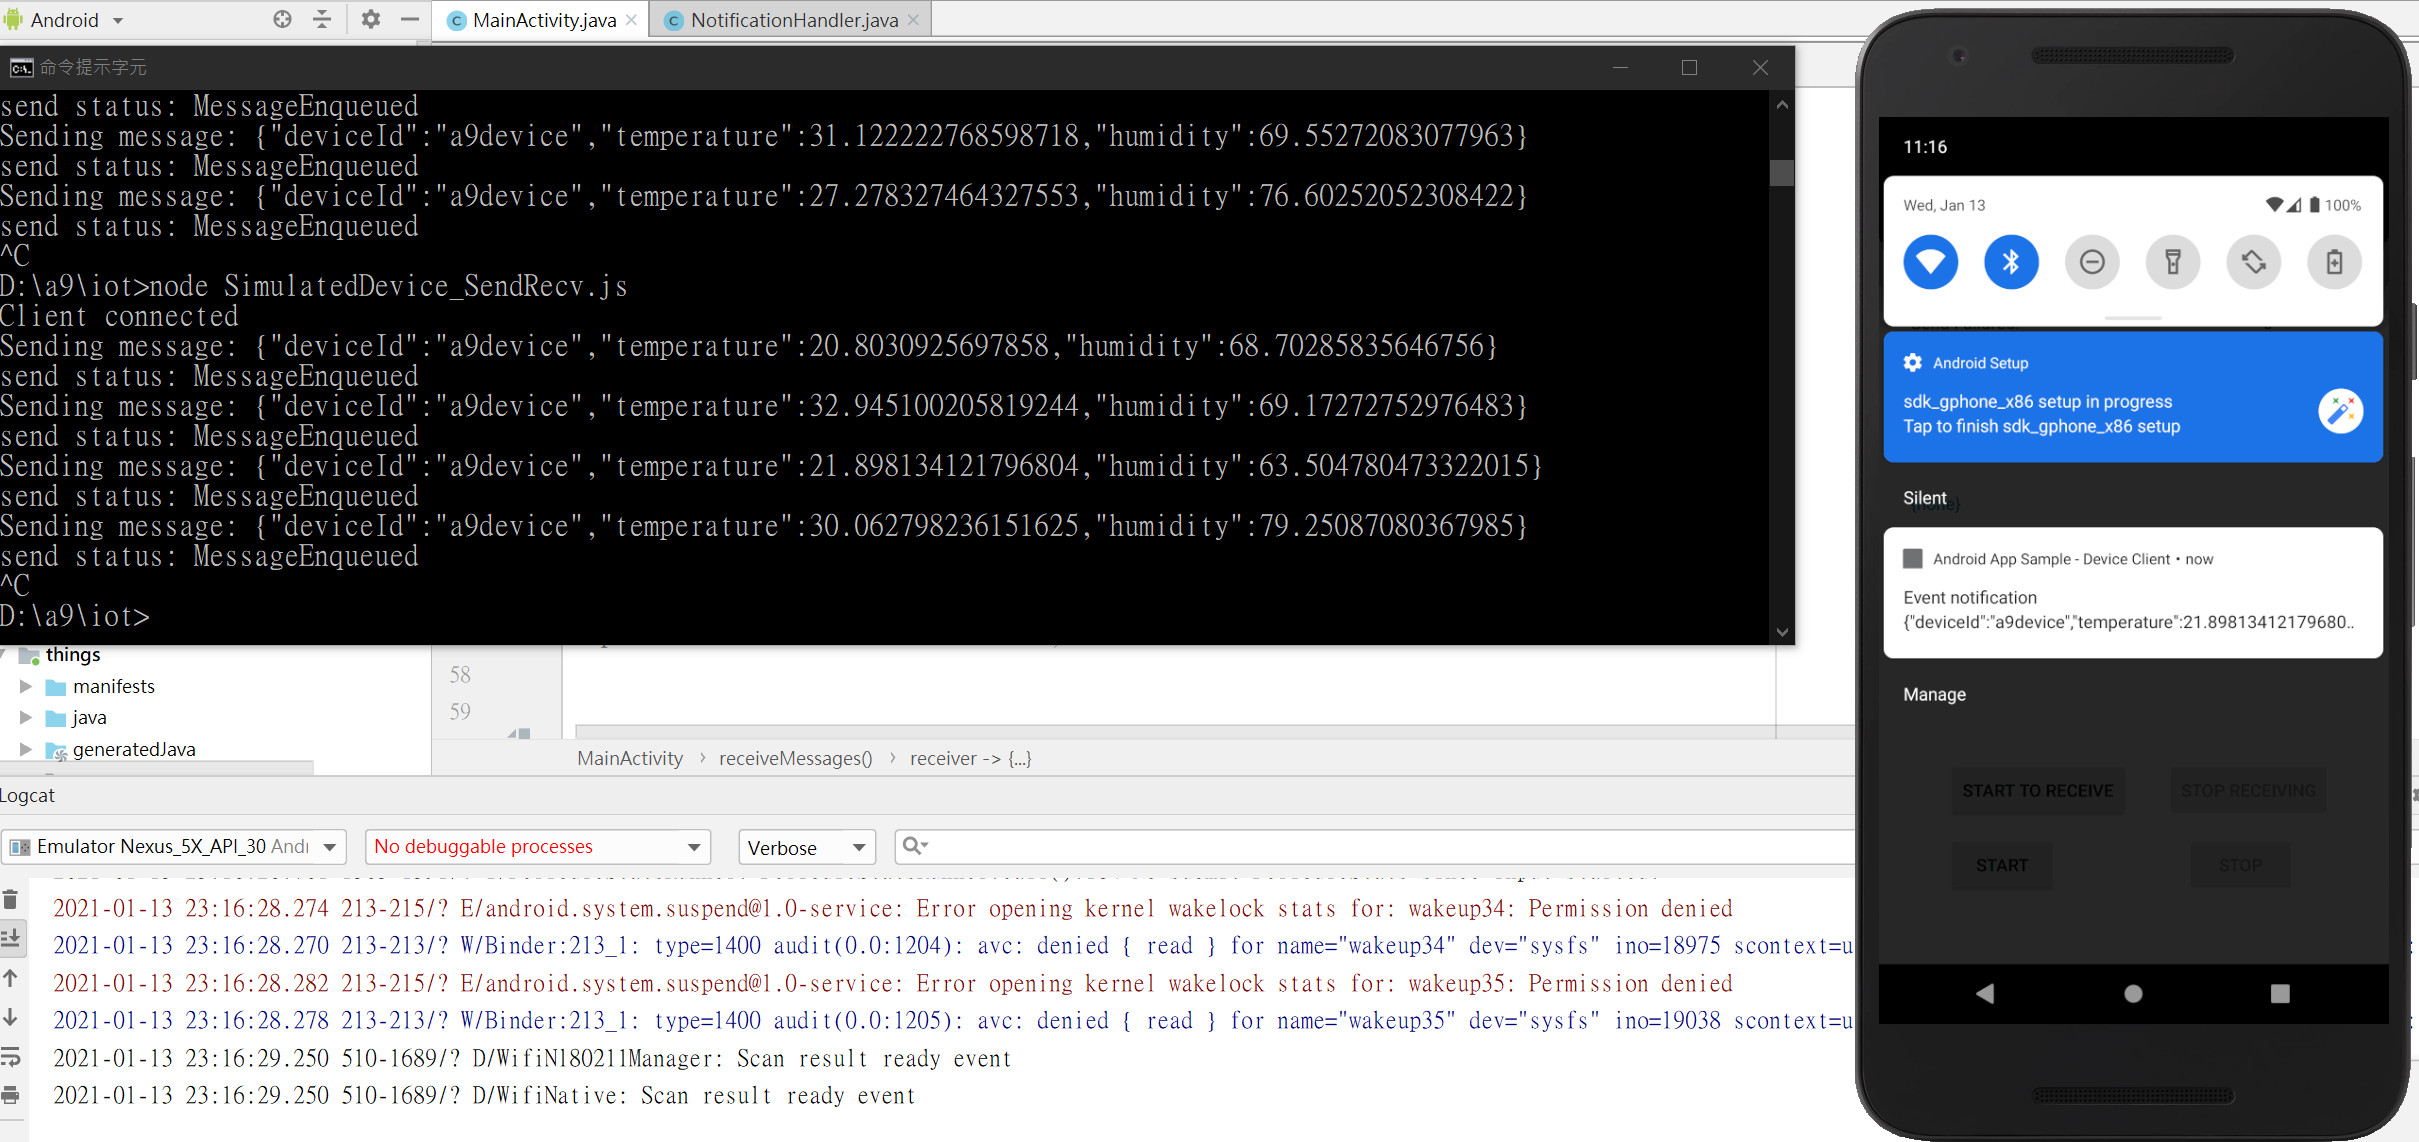 Android
MainActivity.java
NotificationHandler.java
命令提示字元
send status: MessageEnqueued
Sending message: {"deviceId":"a9device","temperature":31.122222768598718,"humidity":69.55272083077963}
send status: MessageEnqueued
Sending message: {"deviceId":"a9device","temperature":27.278327464327553,"humidity":76.60252052308422}
send status: MessageEnqueued
^C
D:\a9\iot>node SimulatedDevice_SendRecv.js
Client connected
Sending message: {"deviceId":"a9device","temperature":20.8030925697858,"humidity":68.70285835646756}
send status: MessageEnqueued
Sending message: {"deviceId":"a9device","temperature":32.945100205819244,"humidity":69.17272752976483}
send status: MessageEnqueued
Sending message: {"deviceId":"a9device","temperature":21.898134121796804,"humidity":63.504780473322015}
send status: MessageEnqueued
Sending message: {"deviceId":"a9device","temperature":30.062798236151625,"humidity":79.25087080367985}
send status: MessageEnqueued
^C
D:\a9\iot>
things
manifests
java
generatedJava
58
59
MainActivity › receiveMessages() › receiver -> {...}
Logcat
Emulator Nexus_5X_API_30 Andr
No debuggable processes
Verbose
2021-01-13 23:16:28.274 213-215/? E/android.system.suspend@1.0-service: Error opening kernel wakelock stats for: wakeup34: Permission denied
2021-01-13 23:16:28.270 213-213/? W/Binder:213_1: type=1400 audit(0.0:1204): avc: denied { read } for name="wakeup34" dev="sysfs" ino=18975 scontext=u
2021-01-13 23:16:28.282 213-215/? E/android.system.suspend@1.0-service: Error opening kernel wakelock stats for: wakeup35: Permission denied
2021-01-13 23:16:28.278 213-213/? W/Binder:213_1: type=1400 audit(0.0:1205): avc: denied { read } for name="wakeup35" dev="sysfs" ino=19038 scontext=u
2021-01-13 23:16:29.250 510-1689/? D/WifiNl80211Manager: Scan result ready event
2021-01-13 23:16:29.250 510-1689/? D/WifiNative: Scan result ready event
11:16
Wed, Jan 13
100%
Android Setup
sdk_gphone_x86 setup in progress
Tap to finish sdk_gphone_x86 setup
Silent
{none}
Android App Sample - Device Client • now
Event notification
{"deviceId":"a9device","temperature":21.89813412179680..
Manage
START TO RECEIVE
STOP RECEIVING
START
STOP